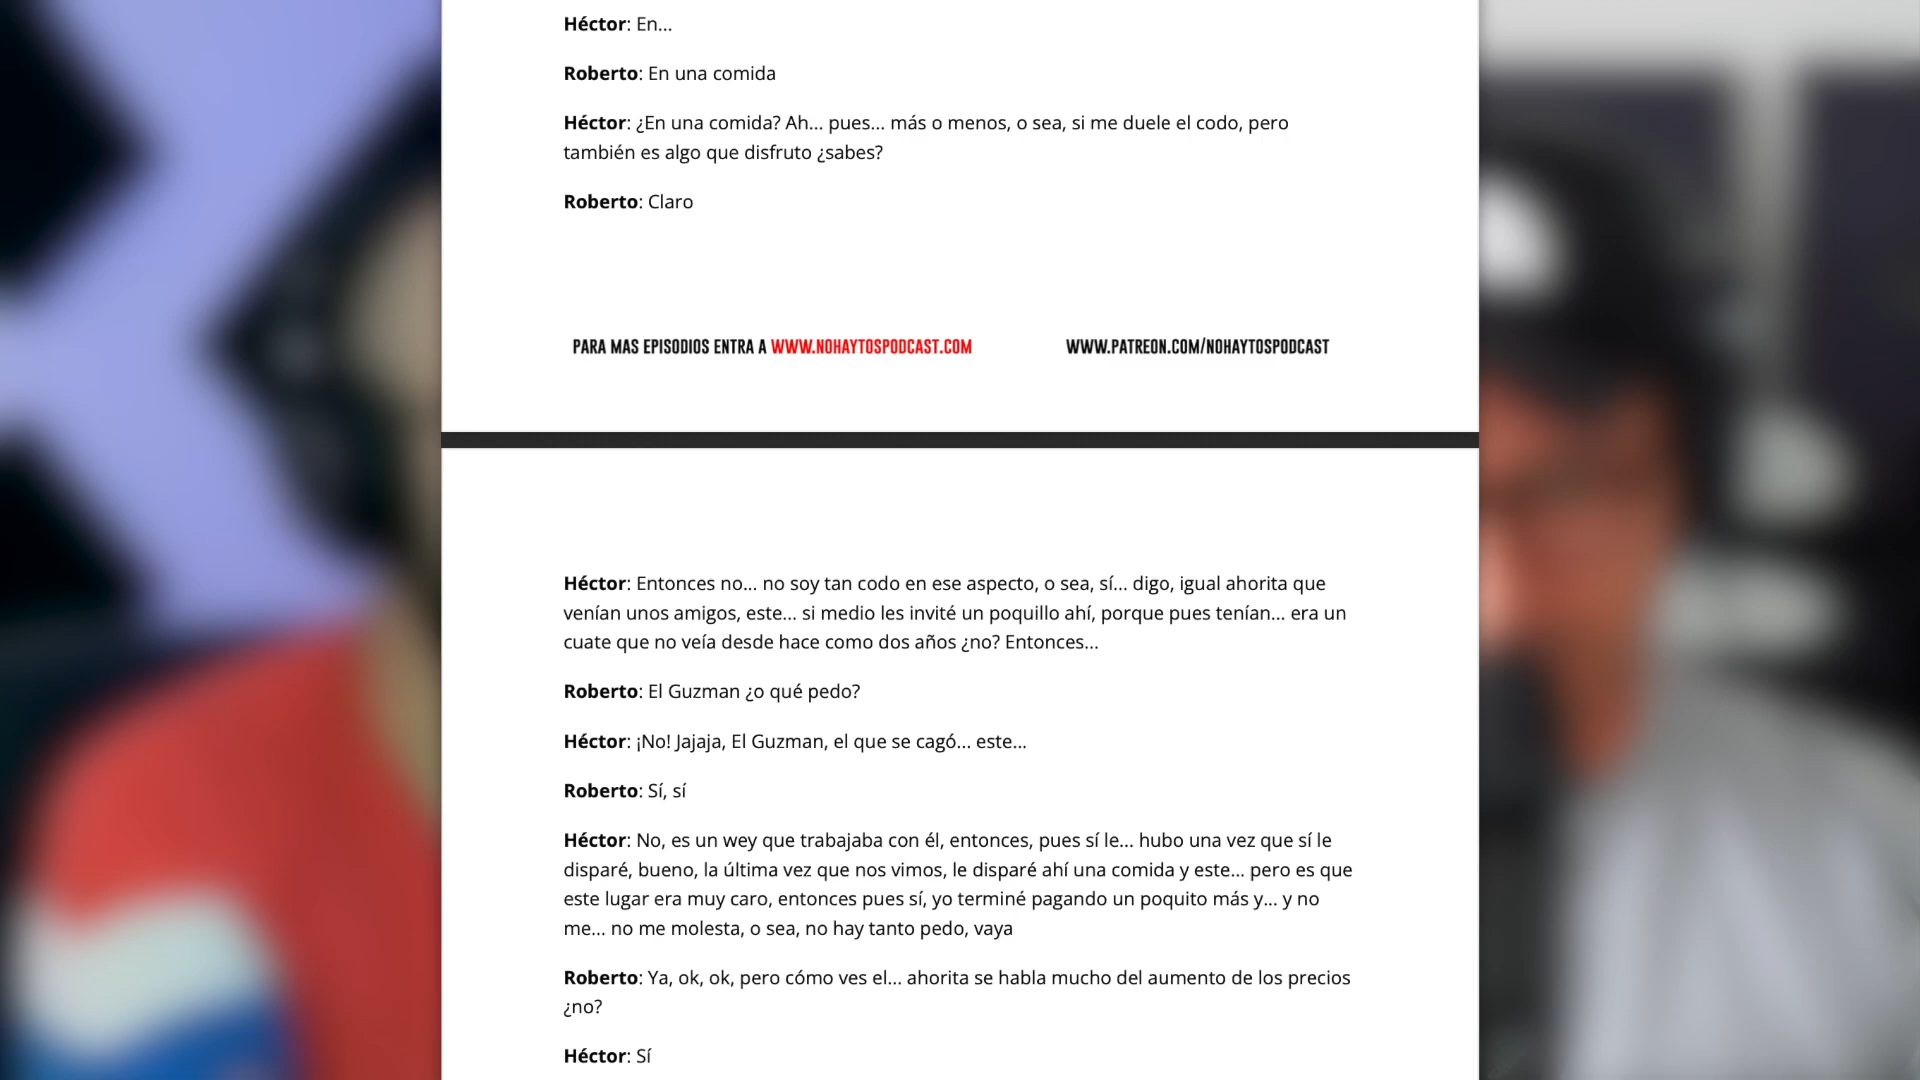 Héctor: En...
Roberto: En una comida
Héctor: ¿En una comida? Ah... pues... más o menos, o sea, si me duele el codo, pero
también es algo que disfruto ¿sabes?
Roberto: Claro
PARA MAS EPISODIOS ENTRA A WWW.NOHAYTOSPODCAST.COM WWW.PATREON.COM/NOHAYTOSPODCAST
Héctor: Entonces no... no soy tan codo en ese aspecto, o sea, sí... digo, igual ahorita que
venían unos amigos, este... si medio les invité un poquillo ahí, porque pues tenían... era un
cuate que no veía desde hace como dos años ¿no? Entonces...
Roberto: El Guzman ¿o qué pedo?
Héctor: ¡No! Jajaja, El Guzman, el que se cagó... este...
Roberto: Sí, sí
Héctor: No, es un wey que trabajaba con él, entonces, pues sí le... hubo una vez que sí le
disparé, bueno, la última vez que nos vimos, le disparé ahí una comida y este... pero es que
este lugar era muy caro, entonces pues sí, yo terminé pagando un poquito más y... y no
me... no me molesta, o sea, no hay tanto pedo, vaya
Roberto: Ya, ok, ok, pero cómo ves el... ahorita se habla mucho del aumento de los precios
¿no?
Héctor: Sí